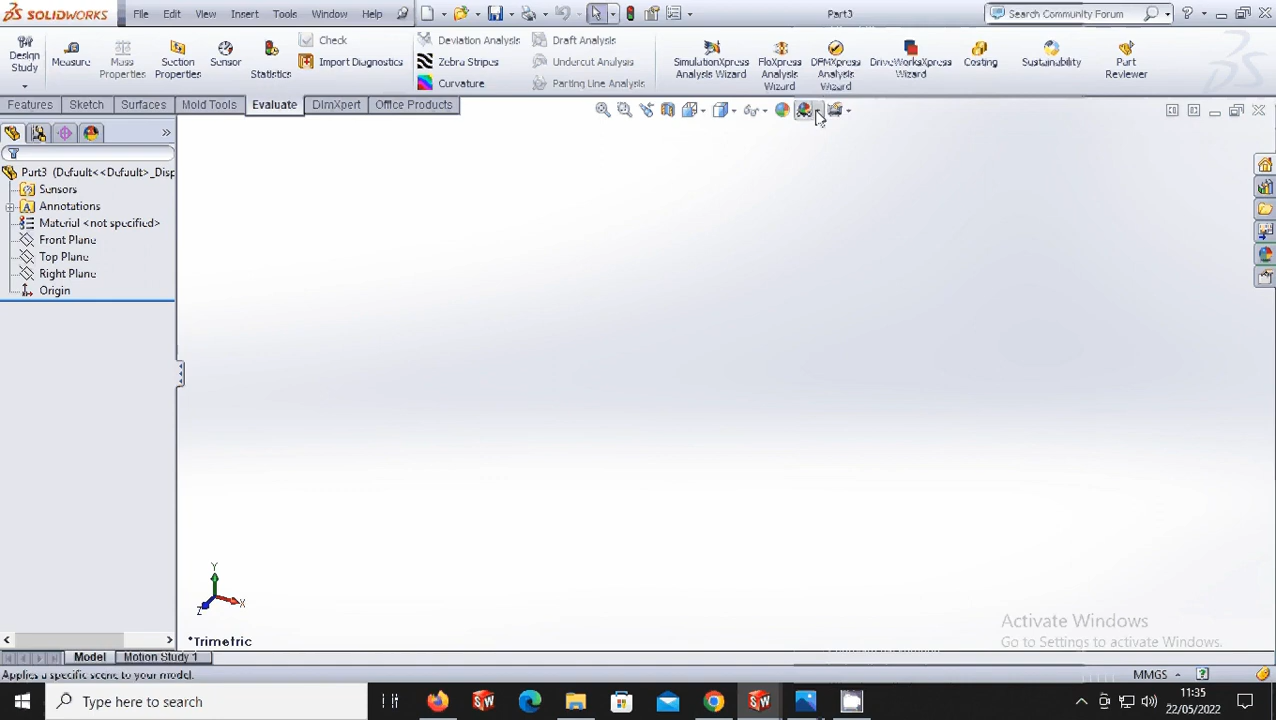 SOLIDWORKS
File Edit View Insert Tools Window Help
Part3
Search Community Forum
Design Study
Measure
Mass Properties
Section Properties
Sensor
Statistics
Check
Import Diagnostics
Deviation Analysis
Zebra Stripes
Curvature
Draft Analysis
Undercut Analysis
Parting Line Analysis
SimulationXpress Analysis Wizard
FloXpress Analysis Wizard
DFMXpress Analysis Wizard
DriveWorksXpress Wizard
Costing
Sustainability
Part Reviewer
Features Sketch Surfaces Mold Tools Evaluate DimXpert Office Products
Part3 (Default<<Default>_Disp
Sensors
Annotations
Material <not specified>
Front Plane
Top Plane
Right Plane
Origin
Y
X
Z
*Trimetric
Activate Windows
Go to Settings to activate Windows.
Model Motion Study 1
Applies a specific scene to your model.
MMGS
Type here to search
11:35
22/05/2022